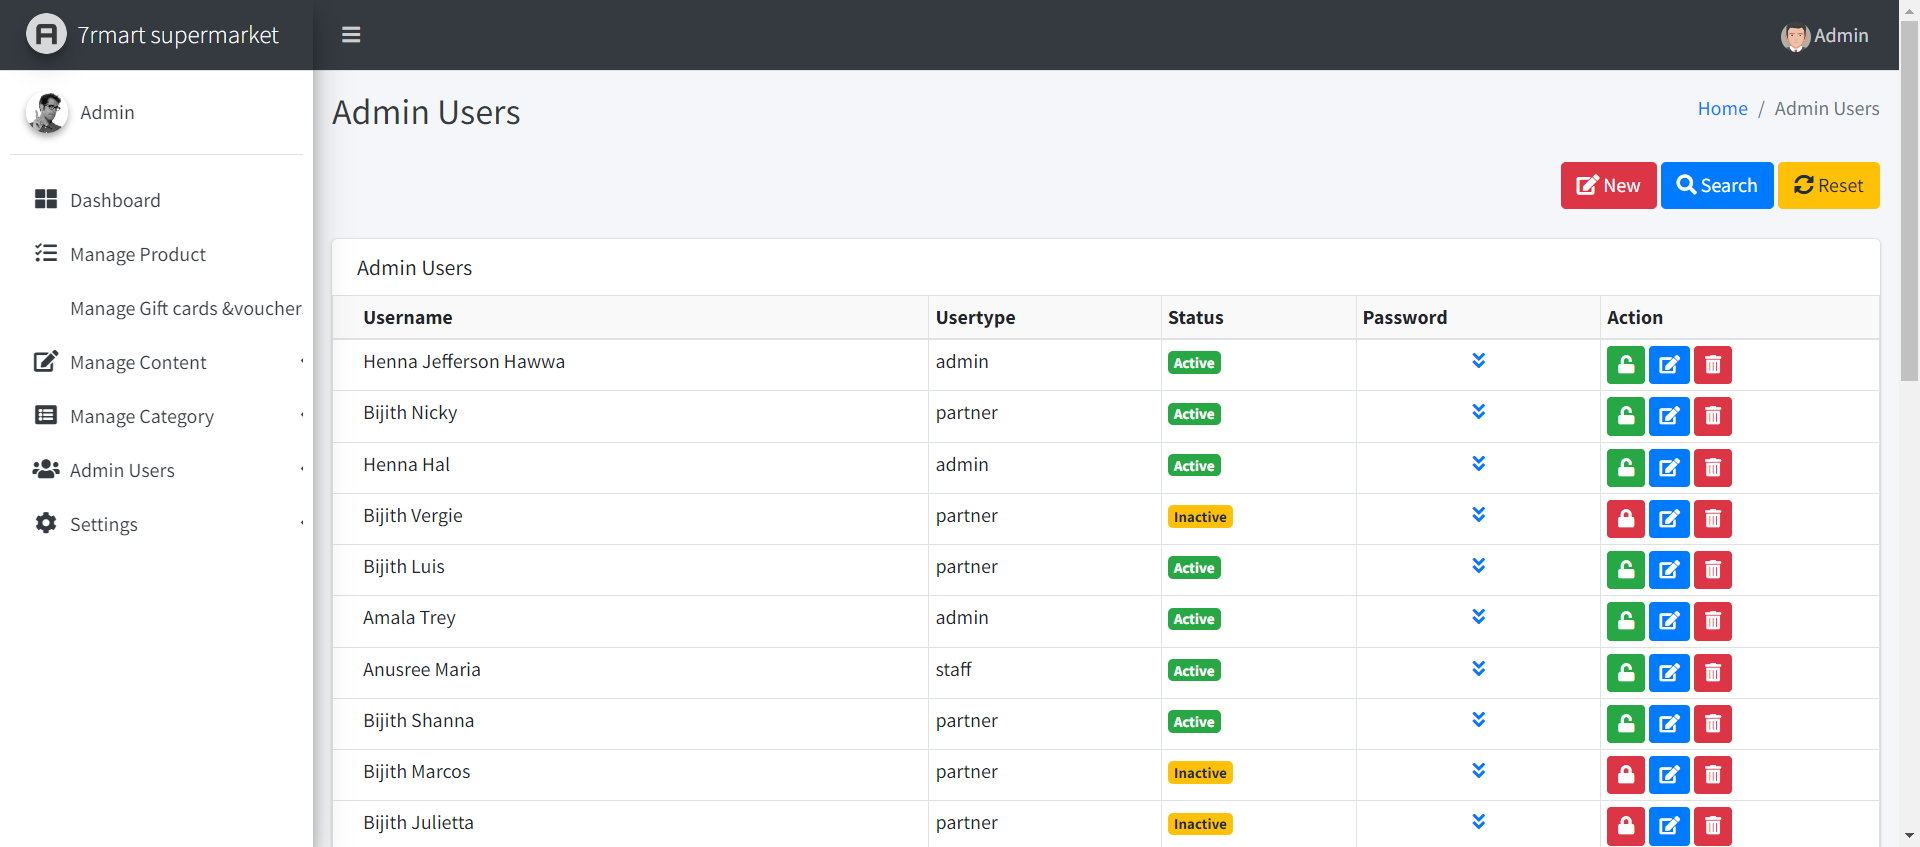 7rmart supermarket
Admin
Admin
Admin Users
Home / Admin Users
Dashboard
Manage Product
Manage Gift cards &voucher
Manage Content
Manage Category
Admin Users
Settings
New
Search
Reset
Admin Users
Username Usertype Status Password Action
Henna Jefferson Hawwa admin Active
Bijith Nicky partner Active
Henna Hal admin Active
Bijith Vergie partner Inactive
Bijith Luis partner Active
Amala Trey admin Active
Anusree Maria staff Active
Bijith Shanna partner Active
Bijith Marcos partner Inactive
Bijith Julietta partner Inactive